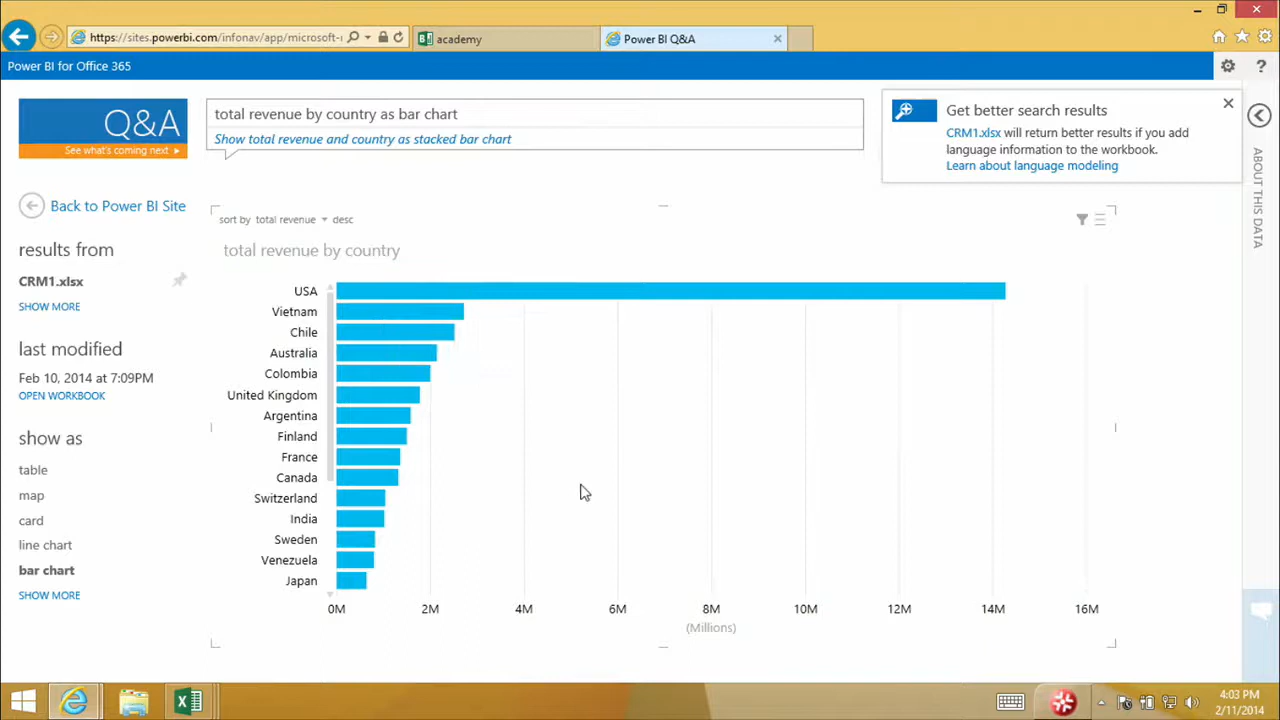 https://sites.powerbi.com/infonav/app/microsoft-
academy
Power BI Q&A
Power BI for Office 365
?
Q&A
See what's coming next
total revenue by country as bar chart
Show total revenue and country as stacked bar chart
Get better search results
CRM1.xlsx will return better results if you add
language information to the workbook.
Learn about language modeling
ABOUT THIS DATA
Back to Power BI Site
results from
CRM1.xlsx
SHOW MORE
last modified
Feb 10, 2014 at 7:09PM
OPEN WORKBOOK
show as
table
map
card
line chart
bar chart
SHOW MORE
sort by total revenue desc
total revenue by country
USA
Vietnam
Chile
Australia
Colombia
United Kingdom
Argentina
Finland
France
Canada
Switzerland
India
Sweden
Venezuela
Japan
0M 2M 4M 6M 8M 10M 12M 14M 16M
(Millions)
4:03 PM
2/11/2014